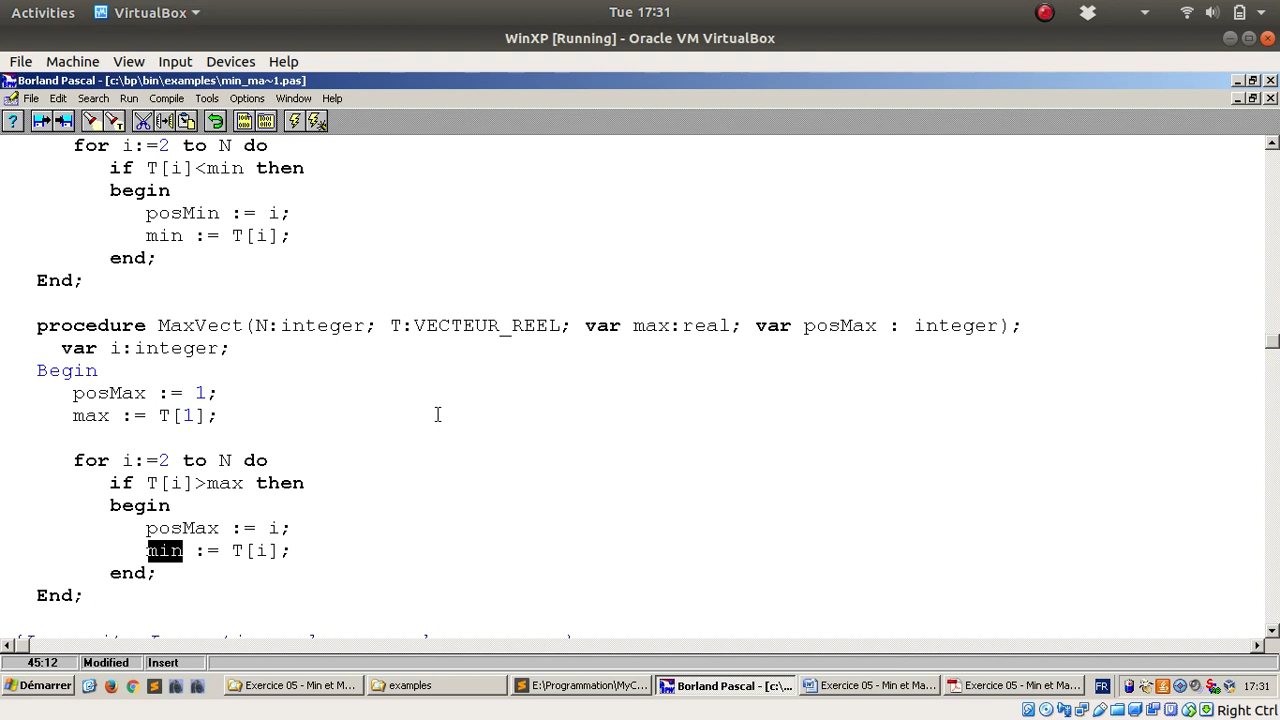 Activities VirtualBox Tue 17:31
WinXP [Running] - Oracle VM VirtualBox
File Machine View Input Devices Help
Borland Pascal - [c:\bp\bin\examples\min_ma~1.pas]
File Edit Search Run Compile Tools Options Window Help
for i:=2 to N do
if T[i]<min then
begin
posMin := i;
min := T[i];
end;
End;
procedure MaxVect(N:integer; T:VECTEUR_REEL; var max:real; var posMax : integer);
var i:integer;
Begin
posMax := 1;
max := T[1];
for i:=2 to N do
if T[i]>max then
begin
posMax := i;
min := T[i];
end;
End;
45:12 Modified Insert
Démarrer Exercice 05 - Min et M... examples E:\Programation\MyC... Borland Pascal - [c:\... Exercice 05 - Min et Ma... Exercice 05 - Min et Ma... FR 17:31
Right Ctrl